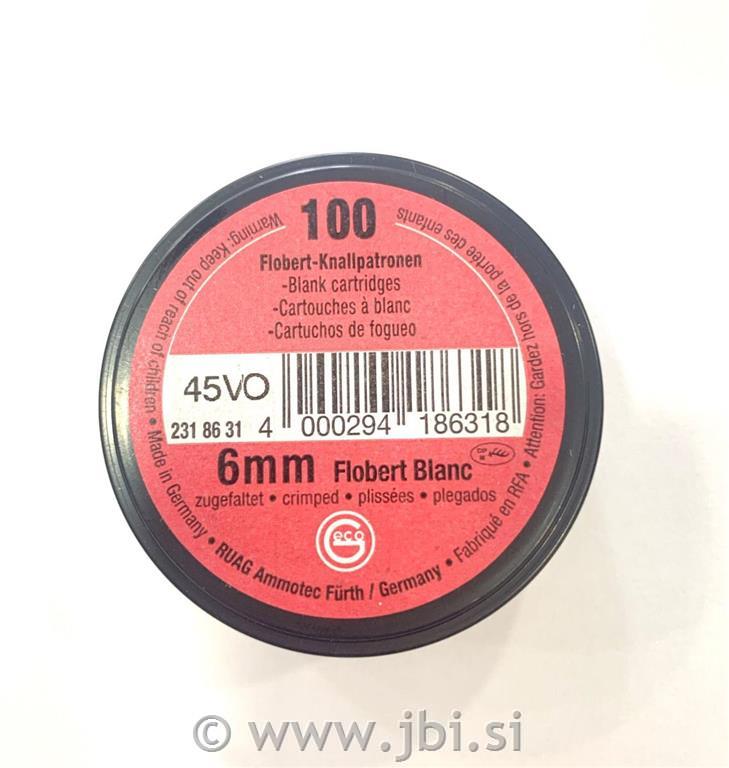 100
Flobert-Knallpatronen
-Blank cartridges
-Cartouches à blanc
-Cartuchos de fogueo
45VO
231 86 31
4 000294 186318
6mm Flobert Blanc
zugefaltet • crimped • plissées • plegados
Geco
Warning: Keep out of reach of children • Made in Germany • RUAG Ammotec Fürth / Germany • Fabriqué en RFA • Attention: Gardez hors de la portée des enfants
© www.jbi.si